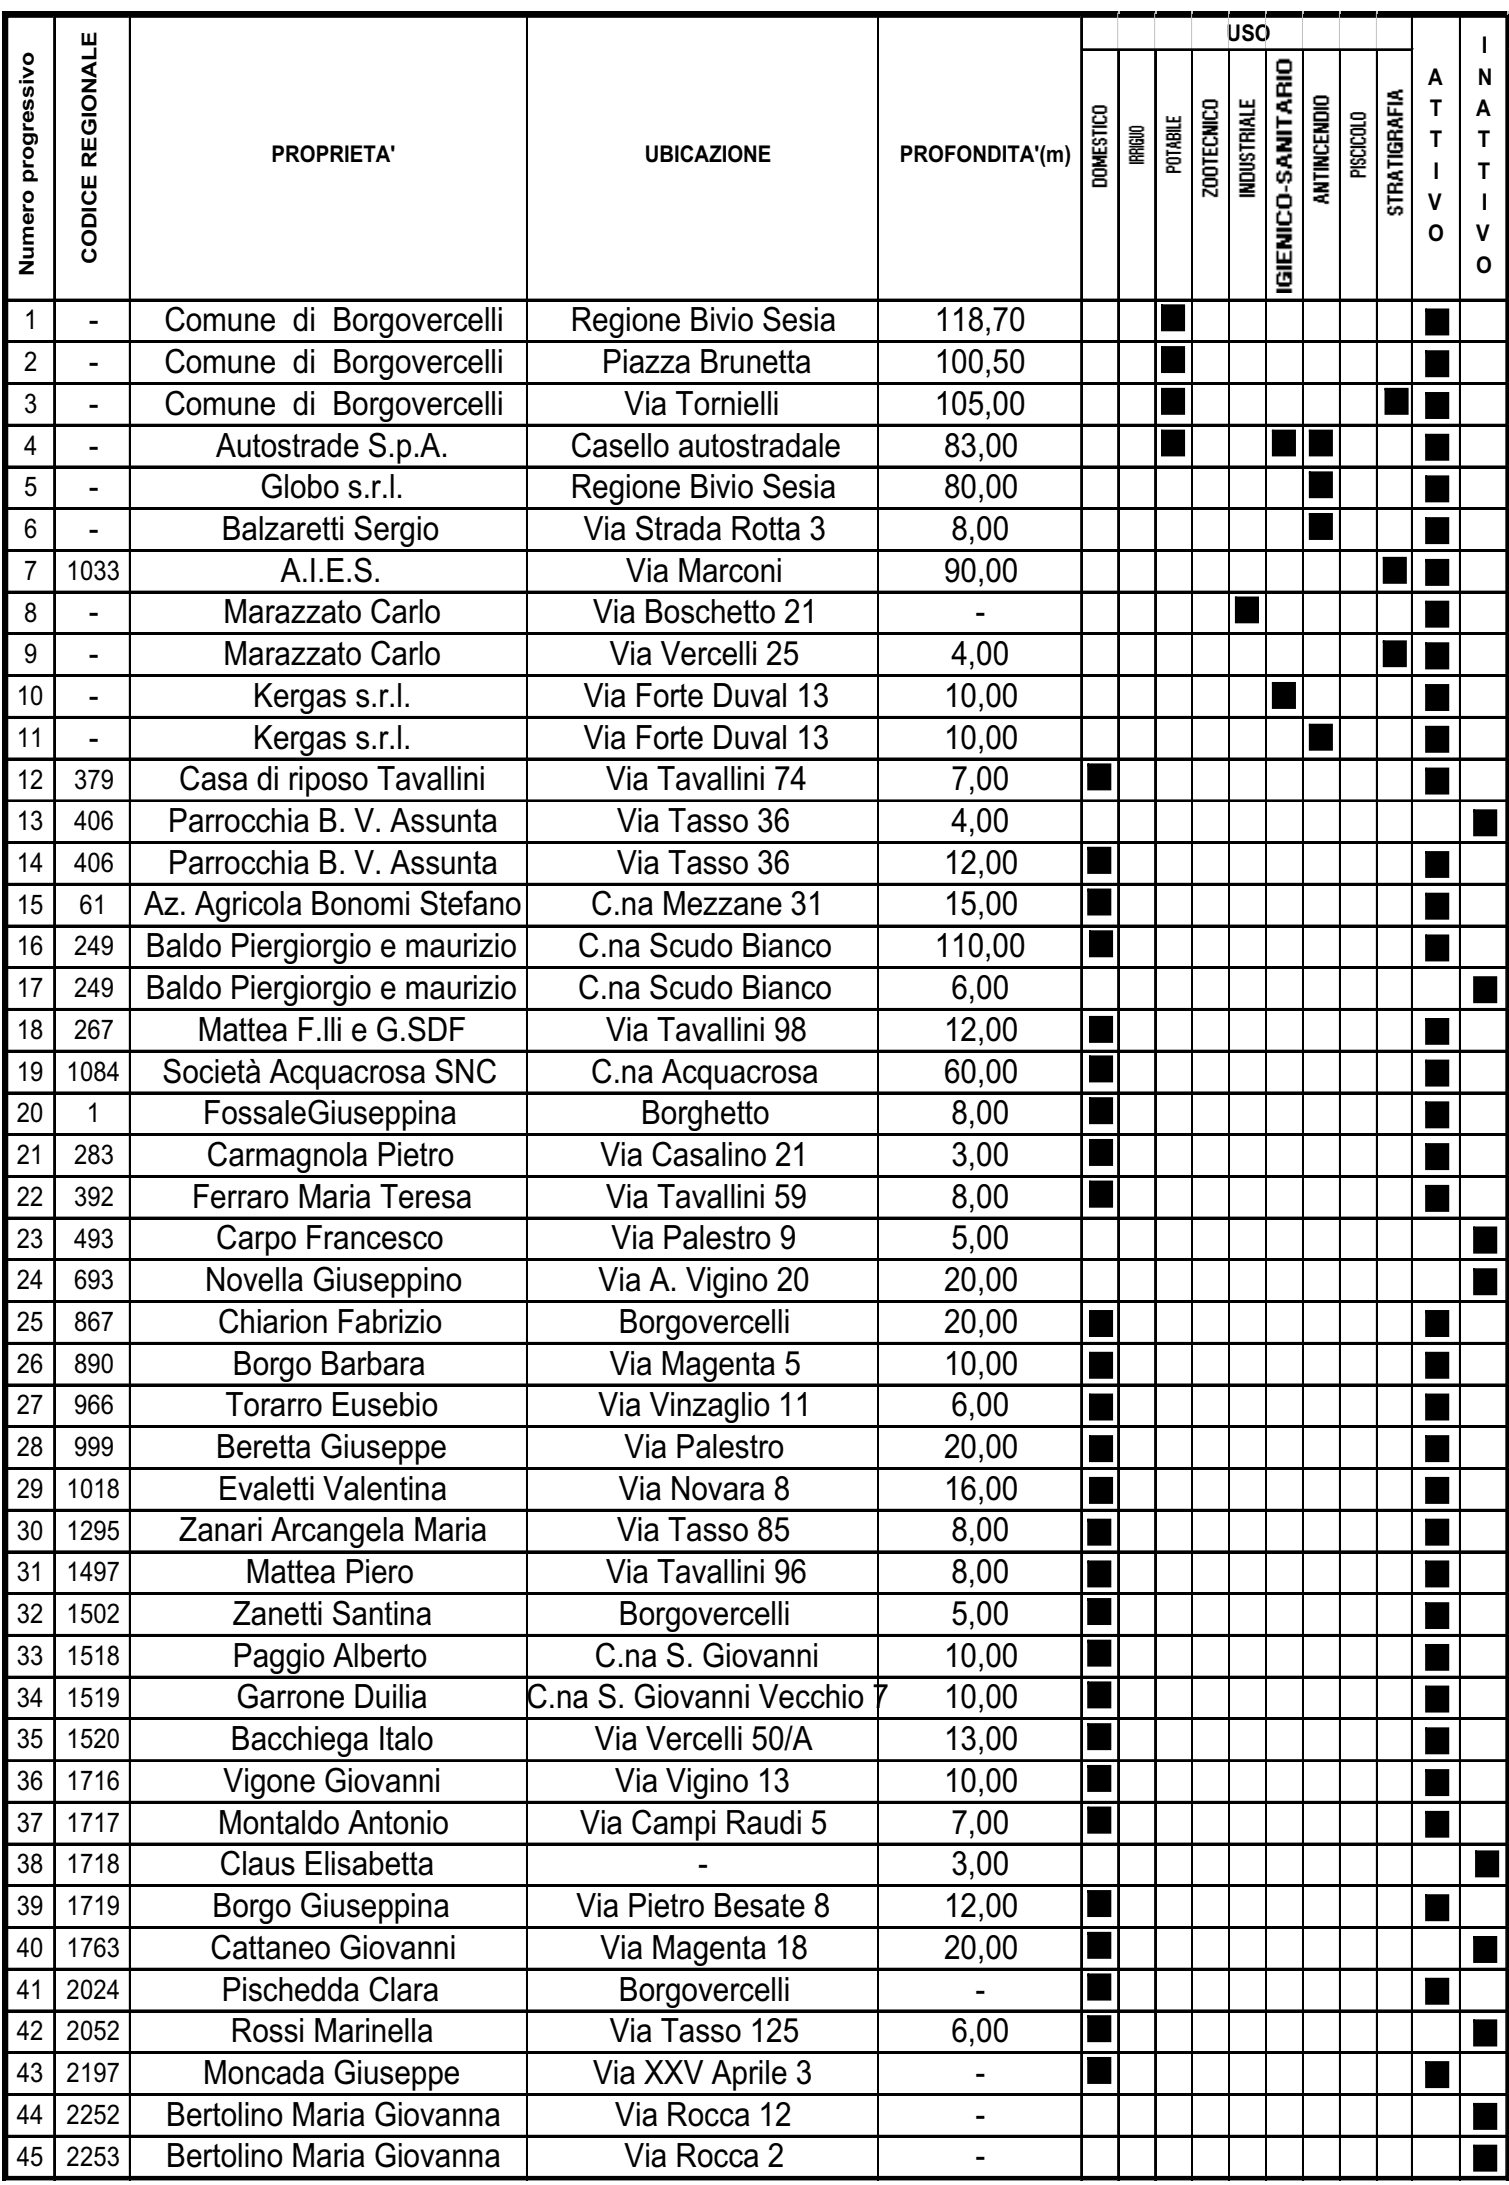 Numero progressivo CODICE REGIONALE PROPRIETA' UBICAZIONE PROFONDITA'(m) USO ATTIVO INATTIVO
DOMESTICO IRRIGUO POTABILE ZOOTECNICO INDUSTRIALE IGIENICO-SANITARIO ANTINCENDIO PISCICOLO STRATIGRAFIA
1 - Comune di Borgovercelli Regione Bivio Sesia 118,70 ■ ■
2 - Comune di Borgovercelli Piazza Brunetta 100,50 ■ ■
3 - Comune di Borgovercelli Via Tornielli 105,00 ■ ■ ■
4 - Autostrade S.p.A. Casello autostradale 83,00 ■ ■ ■ ■
5 - Globo s.r.l. Regione Bivio Sesia 80,00 ■ ■
6 - Balzaretti Sergio Via Strada Rotta 3 8,00 ■ ■
7 1033 A.I.E.S. Via Marconi 90,00 ■ ■
8 - Marazzato Carlo Via Boschetto 21 - ■ ■
9 - Marazzato Carlo Via Vercelli 25 4,00 ■ ■
10 - Kergas s.r.l. Via Forte Duval 13 10,00 ■ ■
11 - Kergas s.r.l. Via Forte Duval 13 10,00 ■ ■
12 379 Casa di riposo Tavallini Via Tavallini 74 7,00 ■ ■
13 406 Parrocchia B. V. Assunta Via Tasso 36 4,00 ■
14 406 Parrocchia B. V. Assunta Via Tasso 36 12,00 ■ ■
15 61 Az. Agricola Bonomi Stefano C.na Mezzane 31 15,00 ■ ■
16 249 Baldo Piergiorgio e maurizio C.na Scudo Bianco 110,00 ■ ■
17 249 Baldo Piergiorgio e maurizio C.na Scudo Bianco 6,00 ■
18 267 Mattea F.lli e G.SDF Via Tavallini 98 12,00 ■ ■
19 1084 Società Acquacrosa SNC C.na Acquacrosa 60,00 ■ ■
20 1 FossaleGiuseppina Borghetto 8,00 ■ ■
21 283 Carmagnola Pietro Via Casalino 21 3,00 ■ ■
22 392 Ferraro Maria Teresa Via Tavallini 59 8,00 ■ ■
23 493 Carpo Francesco Via Palestro 9 5,00 ■
24 693 Novella Giuseppino Via A. Vigino 20 20,00 ■
25 867 Chiarion Fabrizio Borgovercelli 20,00 ■ ■
26 890 Borgo Barbara Via Magenta 5 10,00 ■ ■
27 966 Torarro Eusebio Via Vinzaglio 11 6,00 ■ ■
28 999 Beretta Giuseppe Via Palestro 20,00 ■ ■
29 1018 Evaletti Valentina Via Novara 8 16,00 ■ ■
30 1295 Zanari Arcangela Maria Via Tasso 85 8,00 ■ ■
31 1497 Mattea Piero Via Tavallini 96 8,00 ■ ■
32 1502 Zanetti Santina Borgovercelli 5,00 ■ ■
33 1518 Paggio Alberto C.na S. Giovanni 10,00 ■ ■
34 1519 Garrone Duilia C.na S. Giovanni Vecchio 7 10,00 ■ ■
35 1520 Bacchiega Italo Via Vercelli 50/A 13,00 ■ ■
36 1716 Vigone Giovanni Via Vigino 13 10,00 ■ ■
37 1717 Montaldo Antonio Via Campi Raudi 5 7,00 ■ ■
38 1718 Claus Elisabetta - 3,00 ■
39 1719 Borgo Giuseppina Via Pietro Besate 8 12,00 ■ ■
40 1763 Cattaneo Giovanni Via Magenta 18 20,00 ■ ■
41 2024 Pischedda Clara Borgovercelli - ■ ■
42 2052 Rossi Marinella Via Tasso 125 6,00 ■ ■
43 2197 Moncada Giuseppe Via XXV Aprile 3 - ■ ■
44 2252 Bertolino Maria Giovanna Via Rocca 12 - ■
45 2253 Bertolino Maria Giovanna Via Rocca 2 - ■